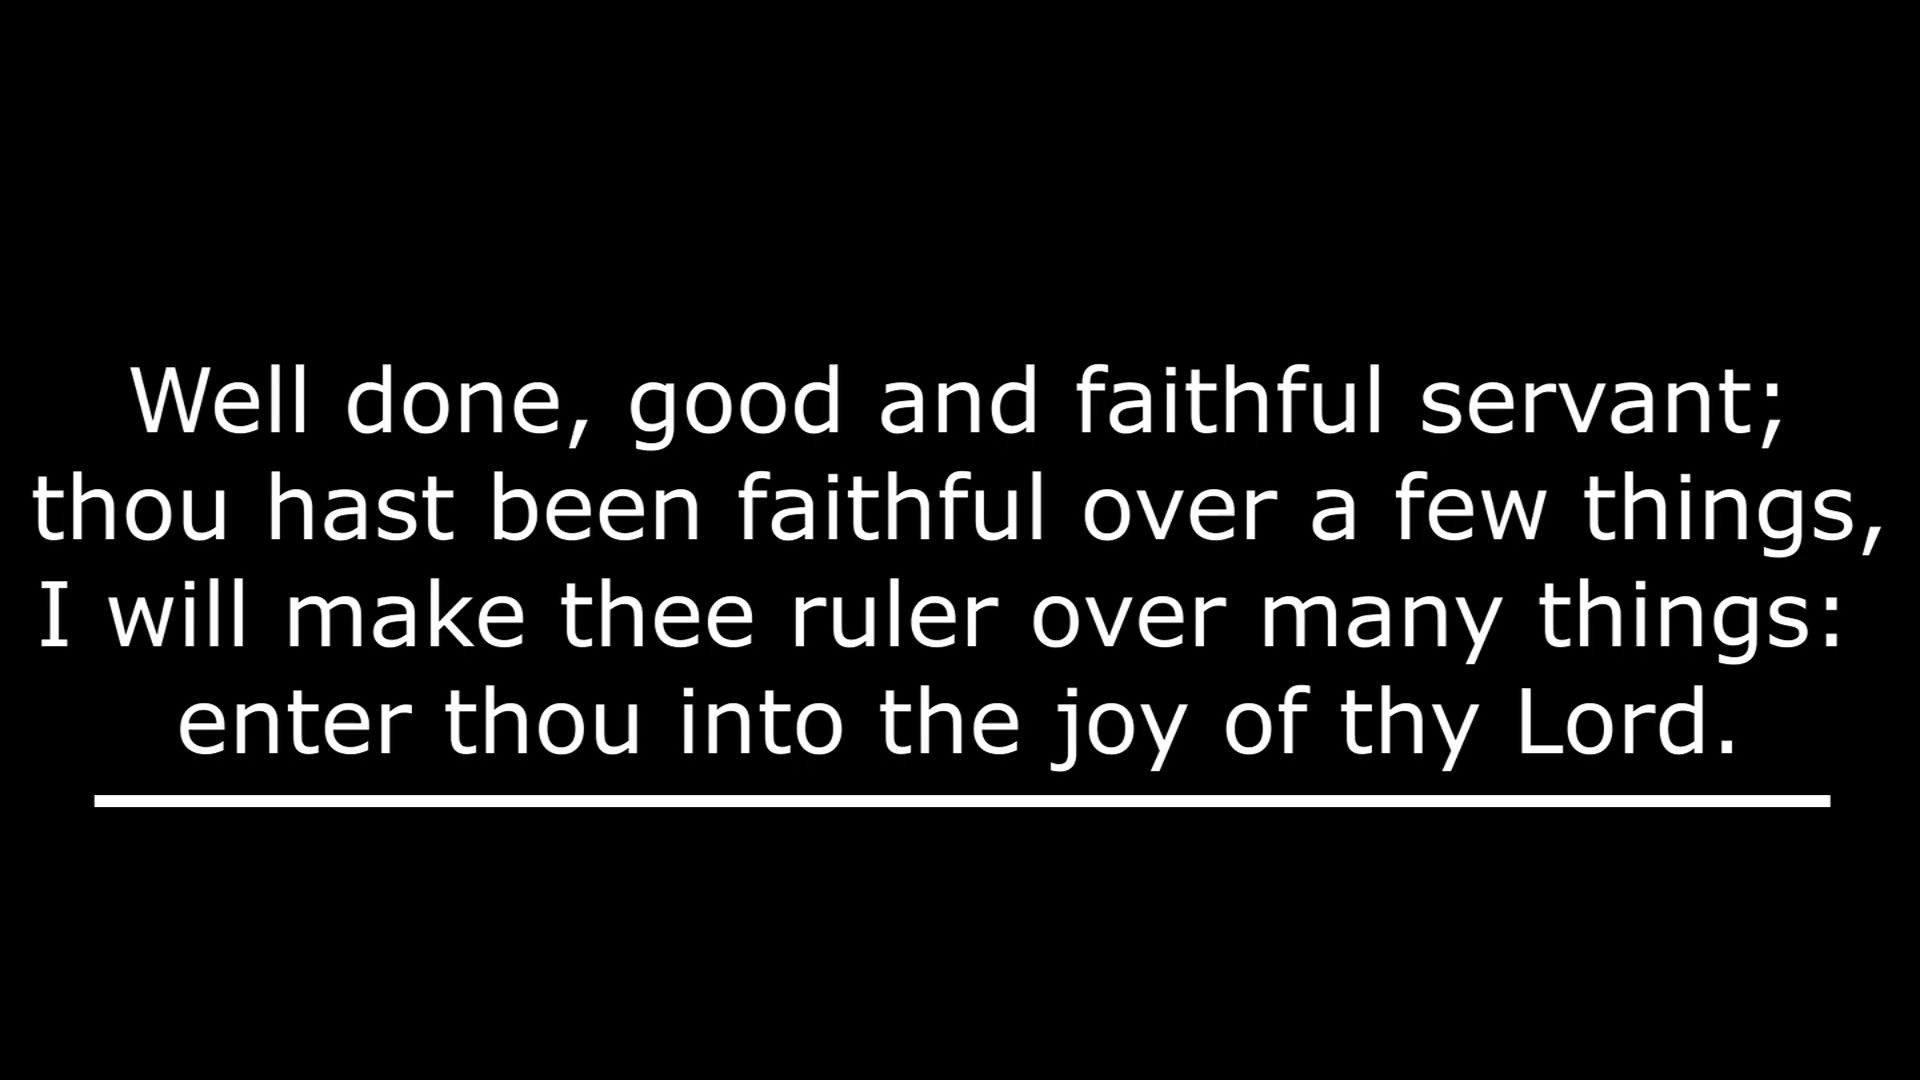 Well done, good and faithful servant;
thou hast been faithful over a few things,
I will make thee ruler over many things:
enter thou into the joy of thy Lord.